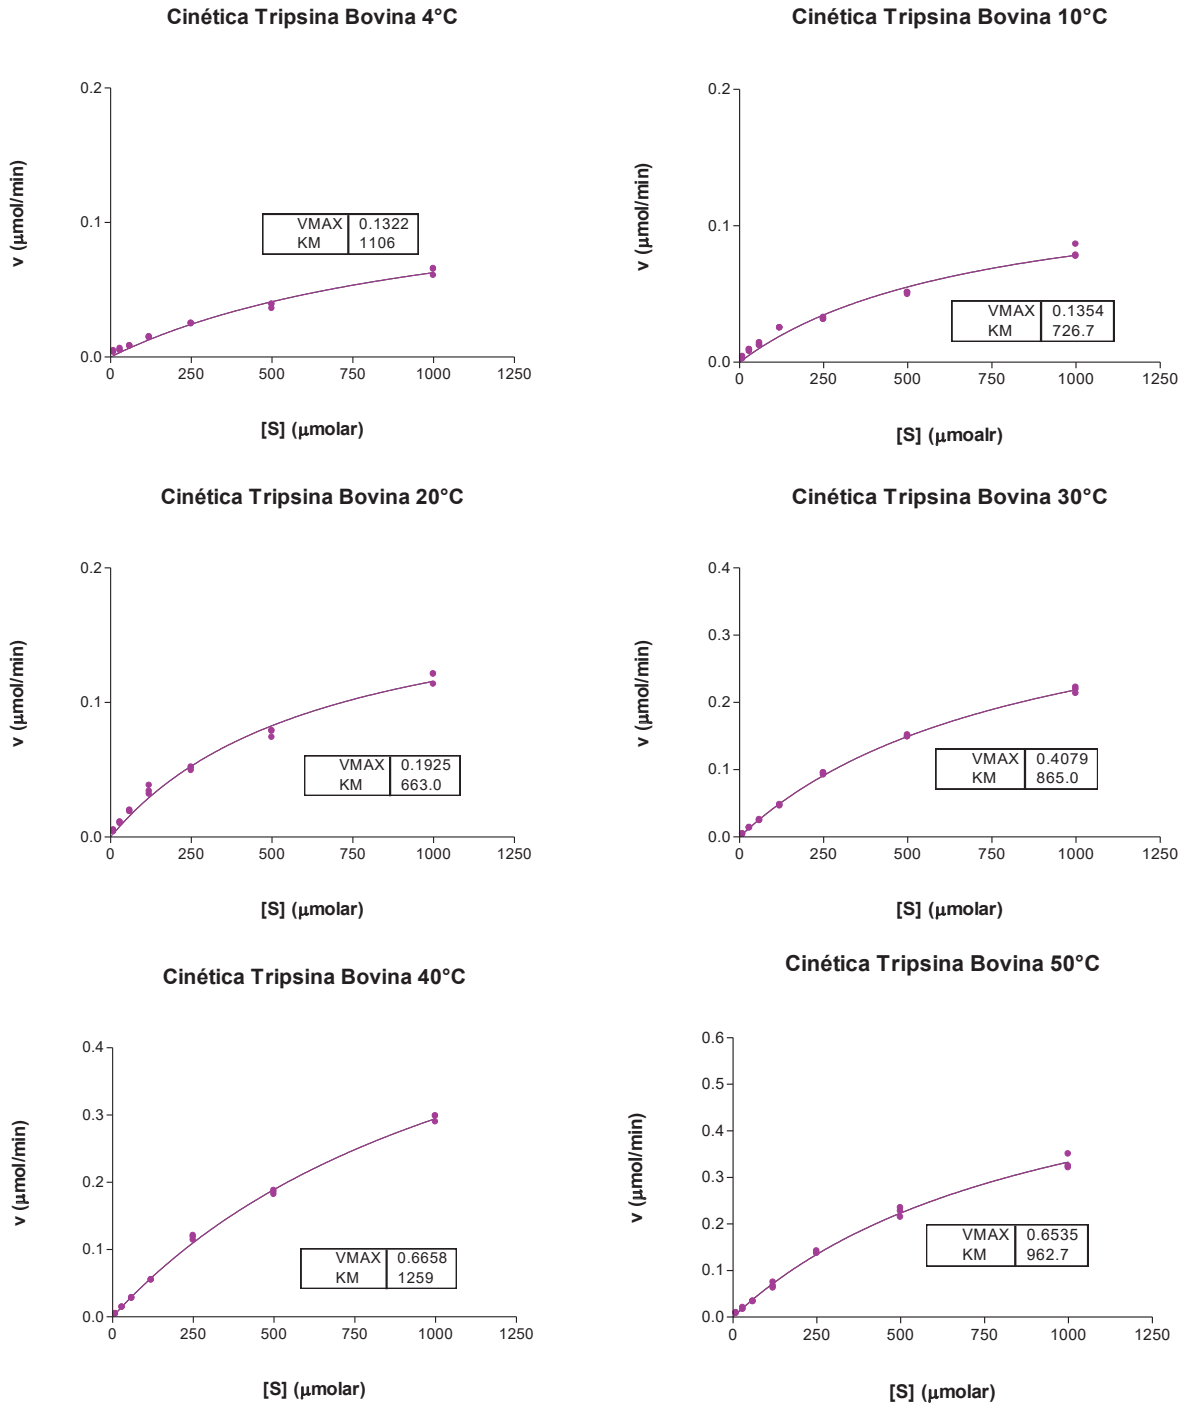 Cinética Tripsina Bovina 4°C
0.2
0.1
0.0
v (µmol/min)
VMAX 0.1322
KM 1106
0 250 500 750 1000 1250
[S] (µmolar)
Cinética Tripsina Bovina 10°C
0.2
0.1
0.0
v (µmol/min)
VMAX 0.1354
KM 726.7
0 250 500 750 1000 1250
[S] (µmoalr)
Cinética Tripsina Bovina 20°C
0.2
0.1
0.0
v (µmol/min)
VMAX 0.1925
KM 663.0
0 250 500 750 1000 1250
[S] (µmolar)
Cinética Tripsina Bovina 30°C
0.4
0.3
0.2
0.1
0.0
v (µmol/min)
VMAX 0.4079
KM 865.0
0 250 500 750 1000 1250
[S] (µmolar)
Cinética Tripsina Bovina 40°C
0.4
0.3
0.2
0.1
0.0
v (µmol/min)
VMAX 0.6658
KM 1259
0 250 500 750 1000 1250
[S] (µmolar)
Cinética Tripsina Bovina 50°C
0.6
0.5
0.4
0.3
0.2
0.1
0.0
v (µmol/min)
VMAX 0.6535
KM 962.7
0 250 500 750 1000 1250
[S] (µmolar)